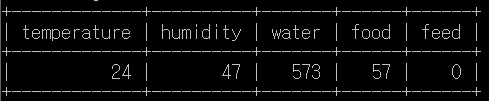 temperature | humidity | water | food | feed
24 | 47 | 573 | 57 | 0